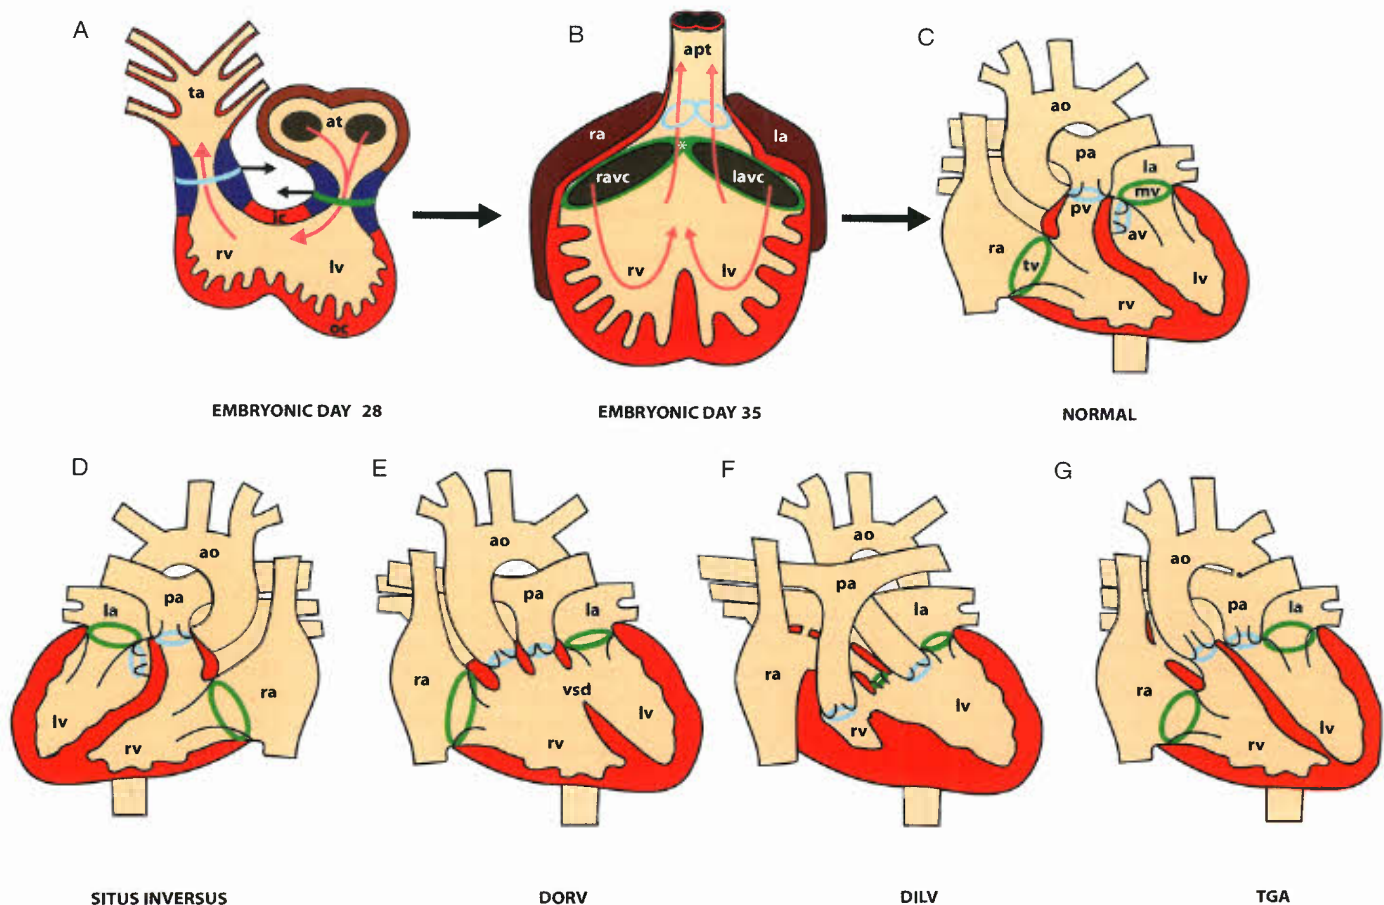 A
ta
at
ic
rv
lv
oc
EMBRYONIC DAY 28
B
apt
ra
la
*
ravc
lavc
rv
lv
EMBRYONIC DAY 35
C
ao
pa
la
mv
pv
av
ra
tv
lv
rv
NORMAL
D
ao
pa
la
ra
lv
rv
SITUS INVERSUS
E
ao
pa
la
ra
vsd
lv
rv
DORV
F
ao
pa
la
ra
lv
rv
DILV
G
ao
pa
la
ra
lv
rv
TGA